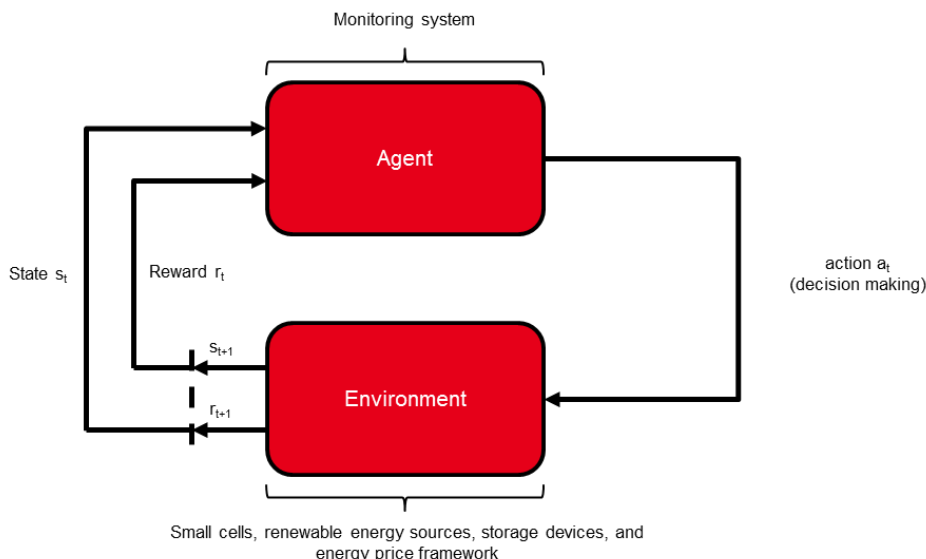 Monitoring system
Agent
State sₜ
Reward rₜ
action aₜ
(decision making)
sₜ₊₁
Environment
rₜ₊₁
Small cells, renewable energy sources, storage devices, and
energy price framework